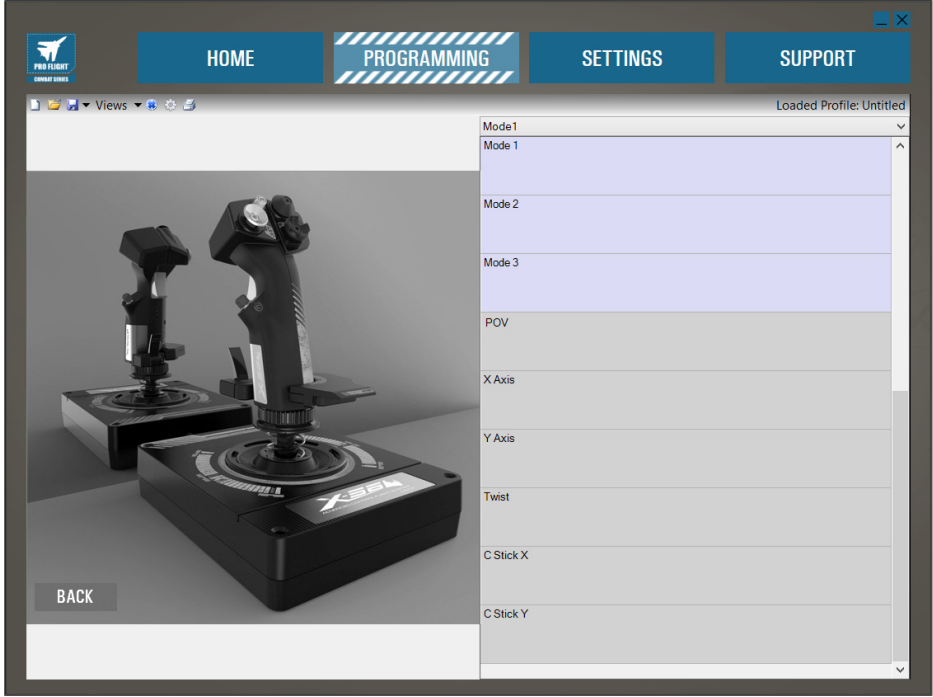 PRO FLIGHT
COMBAT SERIES
HOME
PROGRAMMING
SETTINGS
SUPPORT
Views
Loaded Profile: Untitled
Mode1
Mode 1
Mode 2
Mode 3
POV
X Axis
Y Axis
Twist
C Stick X
C Stick Y
X-56
BACK